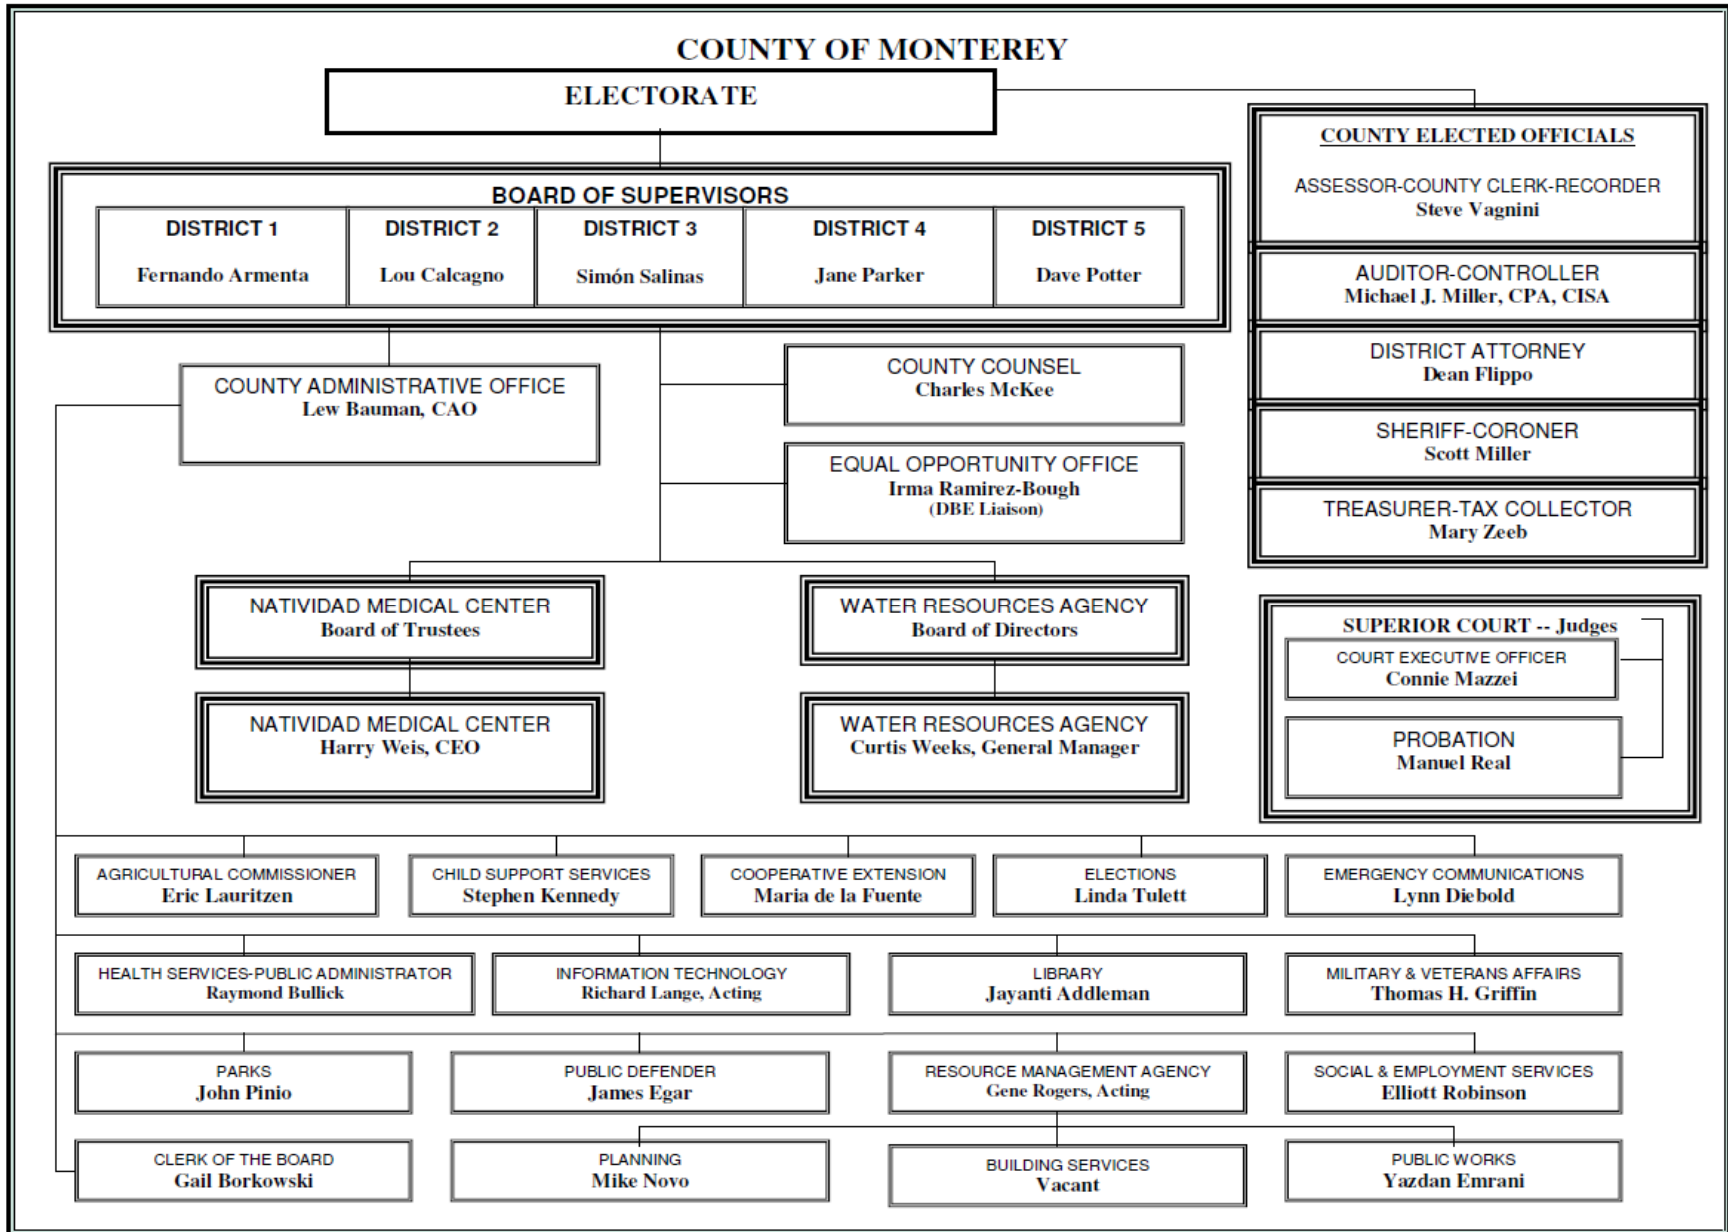 COUNTY OF MONTEREY
ELECTORATE
COUNTY ELECTED OFFICIALS
ASSESSOR-COUNTY CLERK-RECORDER
Steve Vagnini
AUDITOR-CONTROLLER
Michael J. Miller, CPA, CISA
DISTRICT ATTORNEY
Dean Flippo
SHERIFF-CORONER
Scott Miller
TREASURER-TAX COLLECTOR
Mary Zeeb
BOARD OF SUPERVISORS
DISTRICT 1
Fernando Armenta
DISTRICT 2
Lou Calcagno
DISTRICT 3
Simón Salinas
DISTRICT 4
Jane Parker
DISTRICT 5
Dave Potter
COUNTY ADMINISTRATIVE OFFICE
Lew Bauman, CAO
COUNTY COUNSEL
Charles McKee
EQUAL OPPORTUNITY OFFICE
Irma Ramirez-Bough
(DBE Liaison)
NATIVIDAD MEDICAL CENTER
Board of Trustees
WATER RESOURCES AGENCY
Board of Directors
NATIVIDAD MEDICAL CENTER
Harry Weis, CEO
WATER RESOURCES AGENCY
Curtis Weeks, General Manager
SUPERIOR COURT -- Judges
COURT EXECUTIVE OFFICER
Connie Mazzei
PROBATION
Manuel Real
AGRICULTURAL COMMISSIONER
Eric Lauritzen
CHILD SUPPORT SERVICES
Stephen Kennedy
COOPERATIVE EXTENSION
Maria de la Fuente
ELECTIONS
Linda Tulett
EMERGENCY COMMUNICATIONS
Lynn Diebold
HEALTH SERVICES-PUBLIC ADMINISTRATOR
Raymond Bullick
INFORMATION TECHNOLOGY
Richard Lange, Acting
LIBRARY
Jayanti Addleman
MILITARY & VETERANS AFFAIRS
Thomas H. Griffin
PARKS
John Pinio
PUBLIC DEFENDER
James Egar
RESOURCE MANAGEMENT AGENCY
Gene Rogers, Acting
SOCIAL & EMPLOYMENT SERVICES
Elliott Robinson
CLERK OF THE BOARD
Gail Borkowski
PLANNING
Mike Novo
BUILDING SERVICES
Vacant
PUBLIC WORKS
Yazdan Emrani